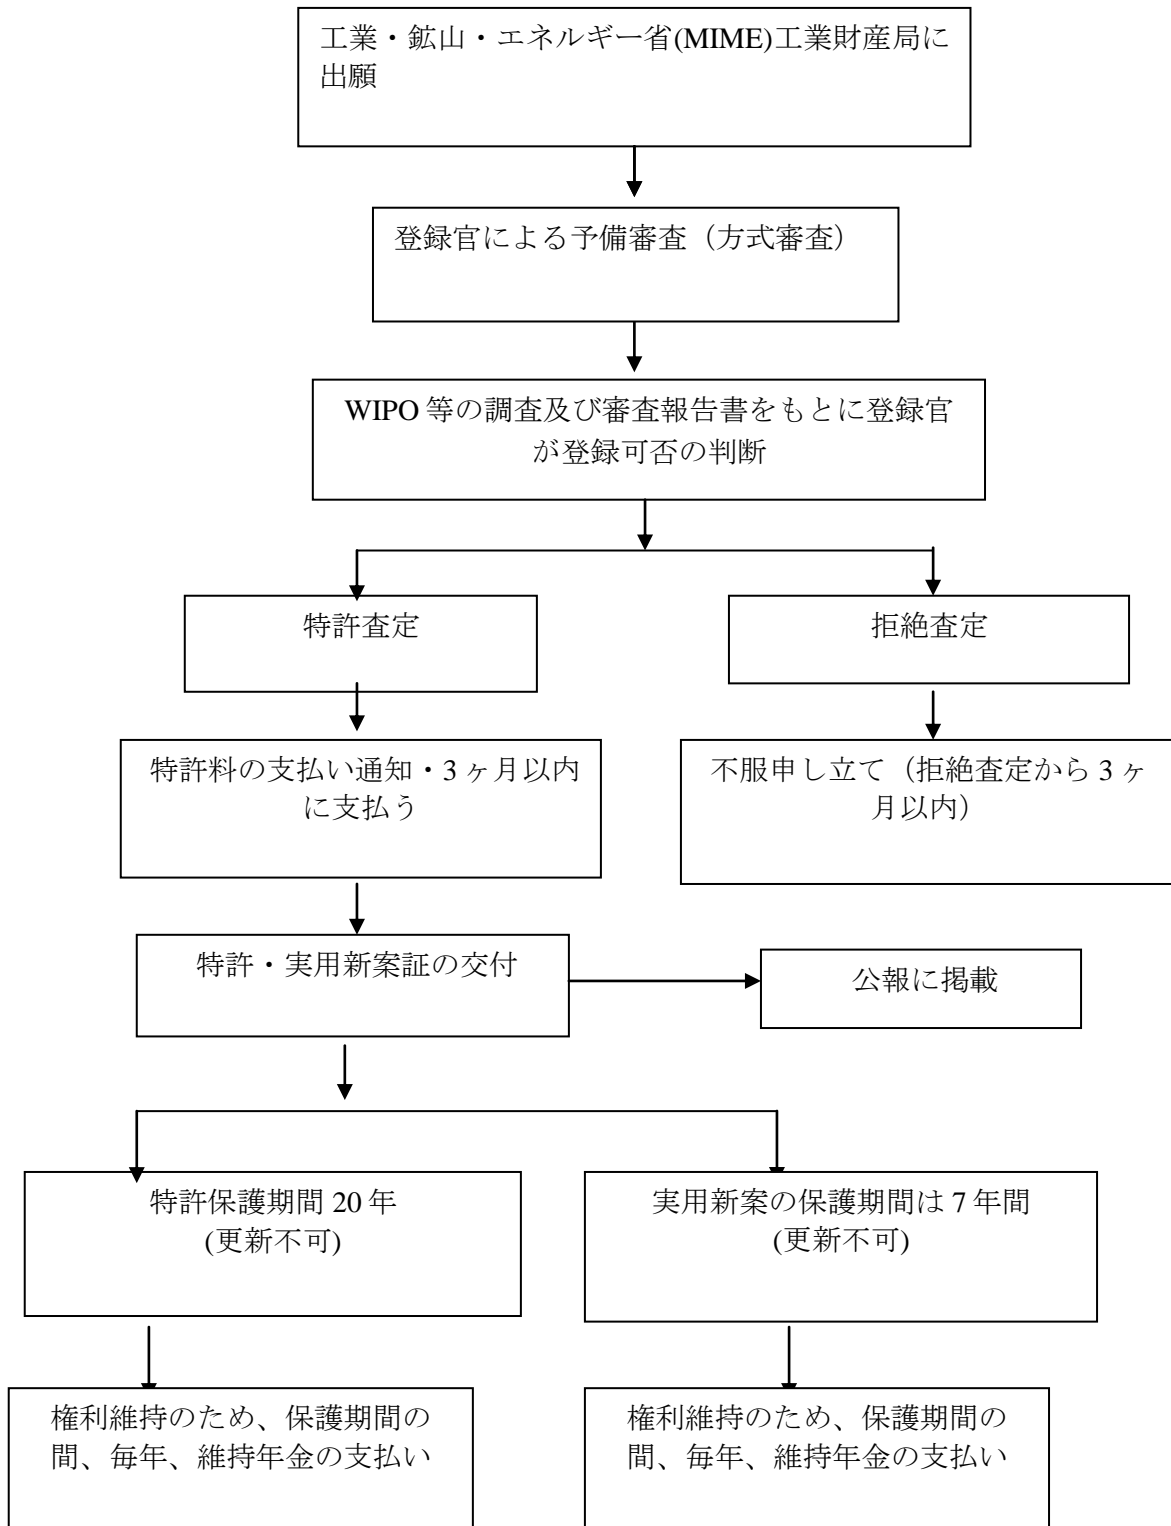 工業・鉱山・エネルギー省(MIME)工業財産局に
出願
登録官による予備審査（方式審査）
WIPO 等の調査及び審査報告書をもとに登録官
が登録可否の判断
特許査定
拒絶査定
特許料の支払い通知・3 ヶ月以内
に支払う
不服申し立て（拒絶査定から 3 ヶ
月以内）
特許・実用新案証の交付
公報に掲載
特許保護期間 20 年
(更新不可)
実用新案の保護期間は 7 年間
(更新不可)
権利維持のため、保護期間の
間、毎年、維持年金の支払い
権利維持のため、保護期間の
間、毎年、維持年金の支払い